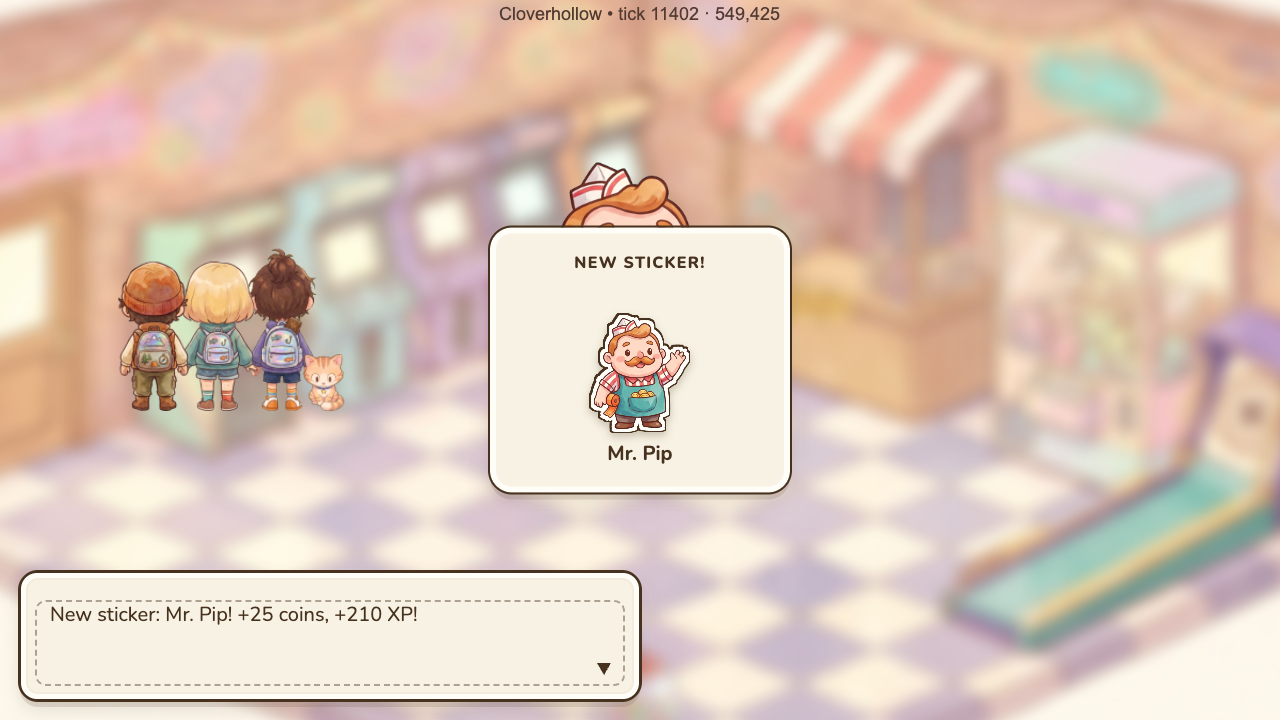 Cloverhollow • tick 11402 · 549,425
NEW STICKER!
Mr. Pip
New sticker: Mr. Pip! +25 coins, +210 XP!